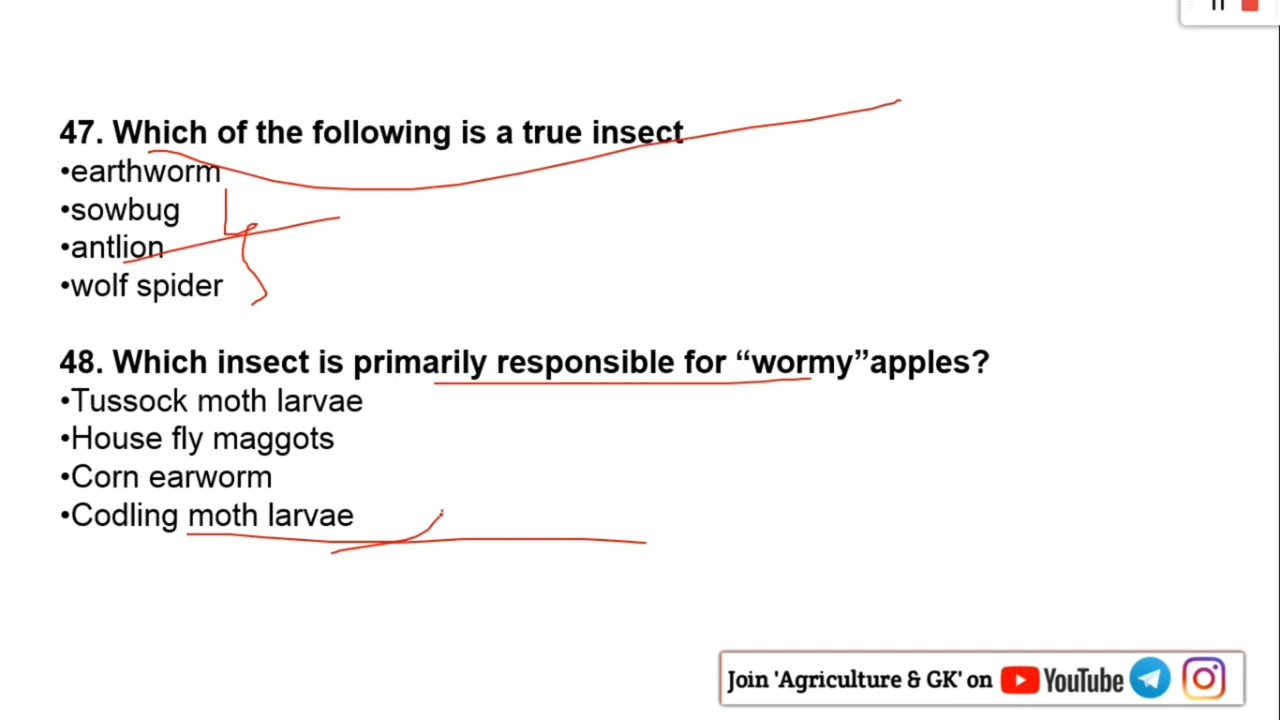 47. Which of the following is a true insect
•earthworm
•sowbug
•antlion
•wolf spider
48. Which insect is primarily responsible for “wormy”apples?
•Tussock moth larvae
•House fly maggots
•Corn earworm
•Codling moth larvae
Join 'Agriculture & GK' on YouTube